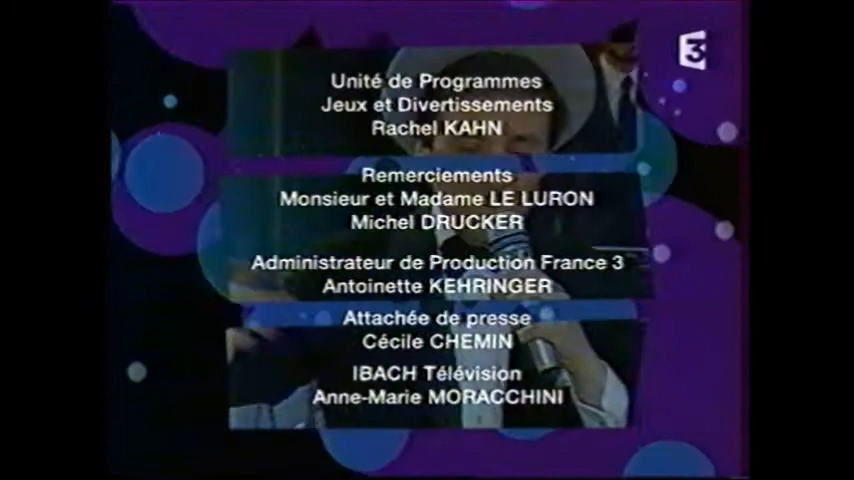 3
Unité de Programmes
Jeux et Divertissements
Rachel KAHN
Remerciements
Monsieur et Madame LE LURON
Michel DRUCKER
Administrateur de Production France 3
Antoinette KEHRINGER
Attachée de presse
Cécile CHEMIN
IBACH Télévision
Anne-Marie MORACCHINI